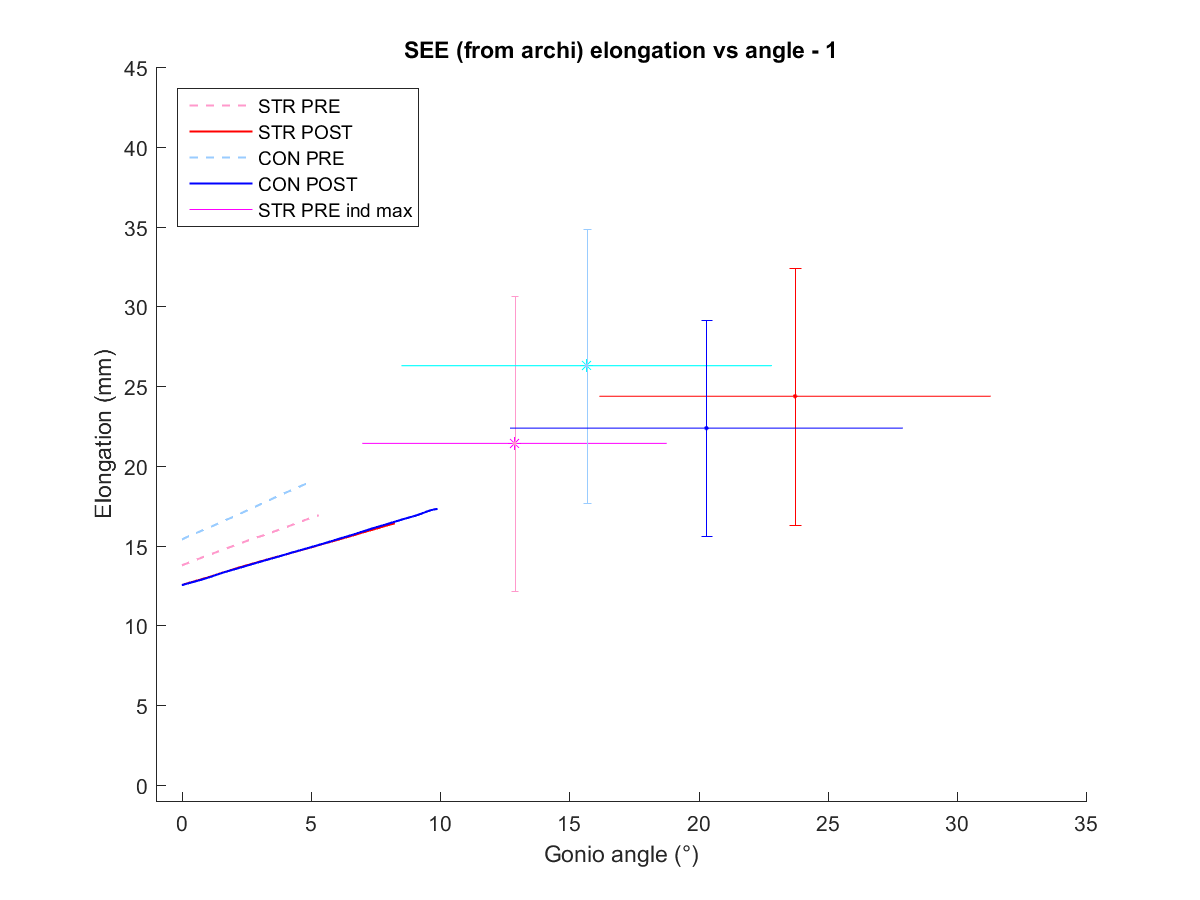 SEE (from archi) elongation vs angle - 1
45
40
35
30
25
20
15
10
5
0
Elongation (mm)
STR PRE
STR POST
CON PRE
CON POST
STR PRE ind max
0 5 10 15 20 25 30 35
Gonio angle (°)